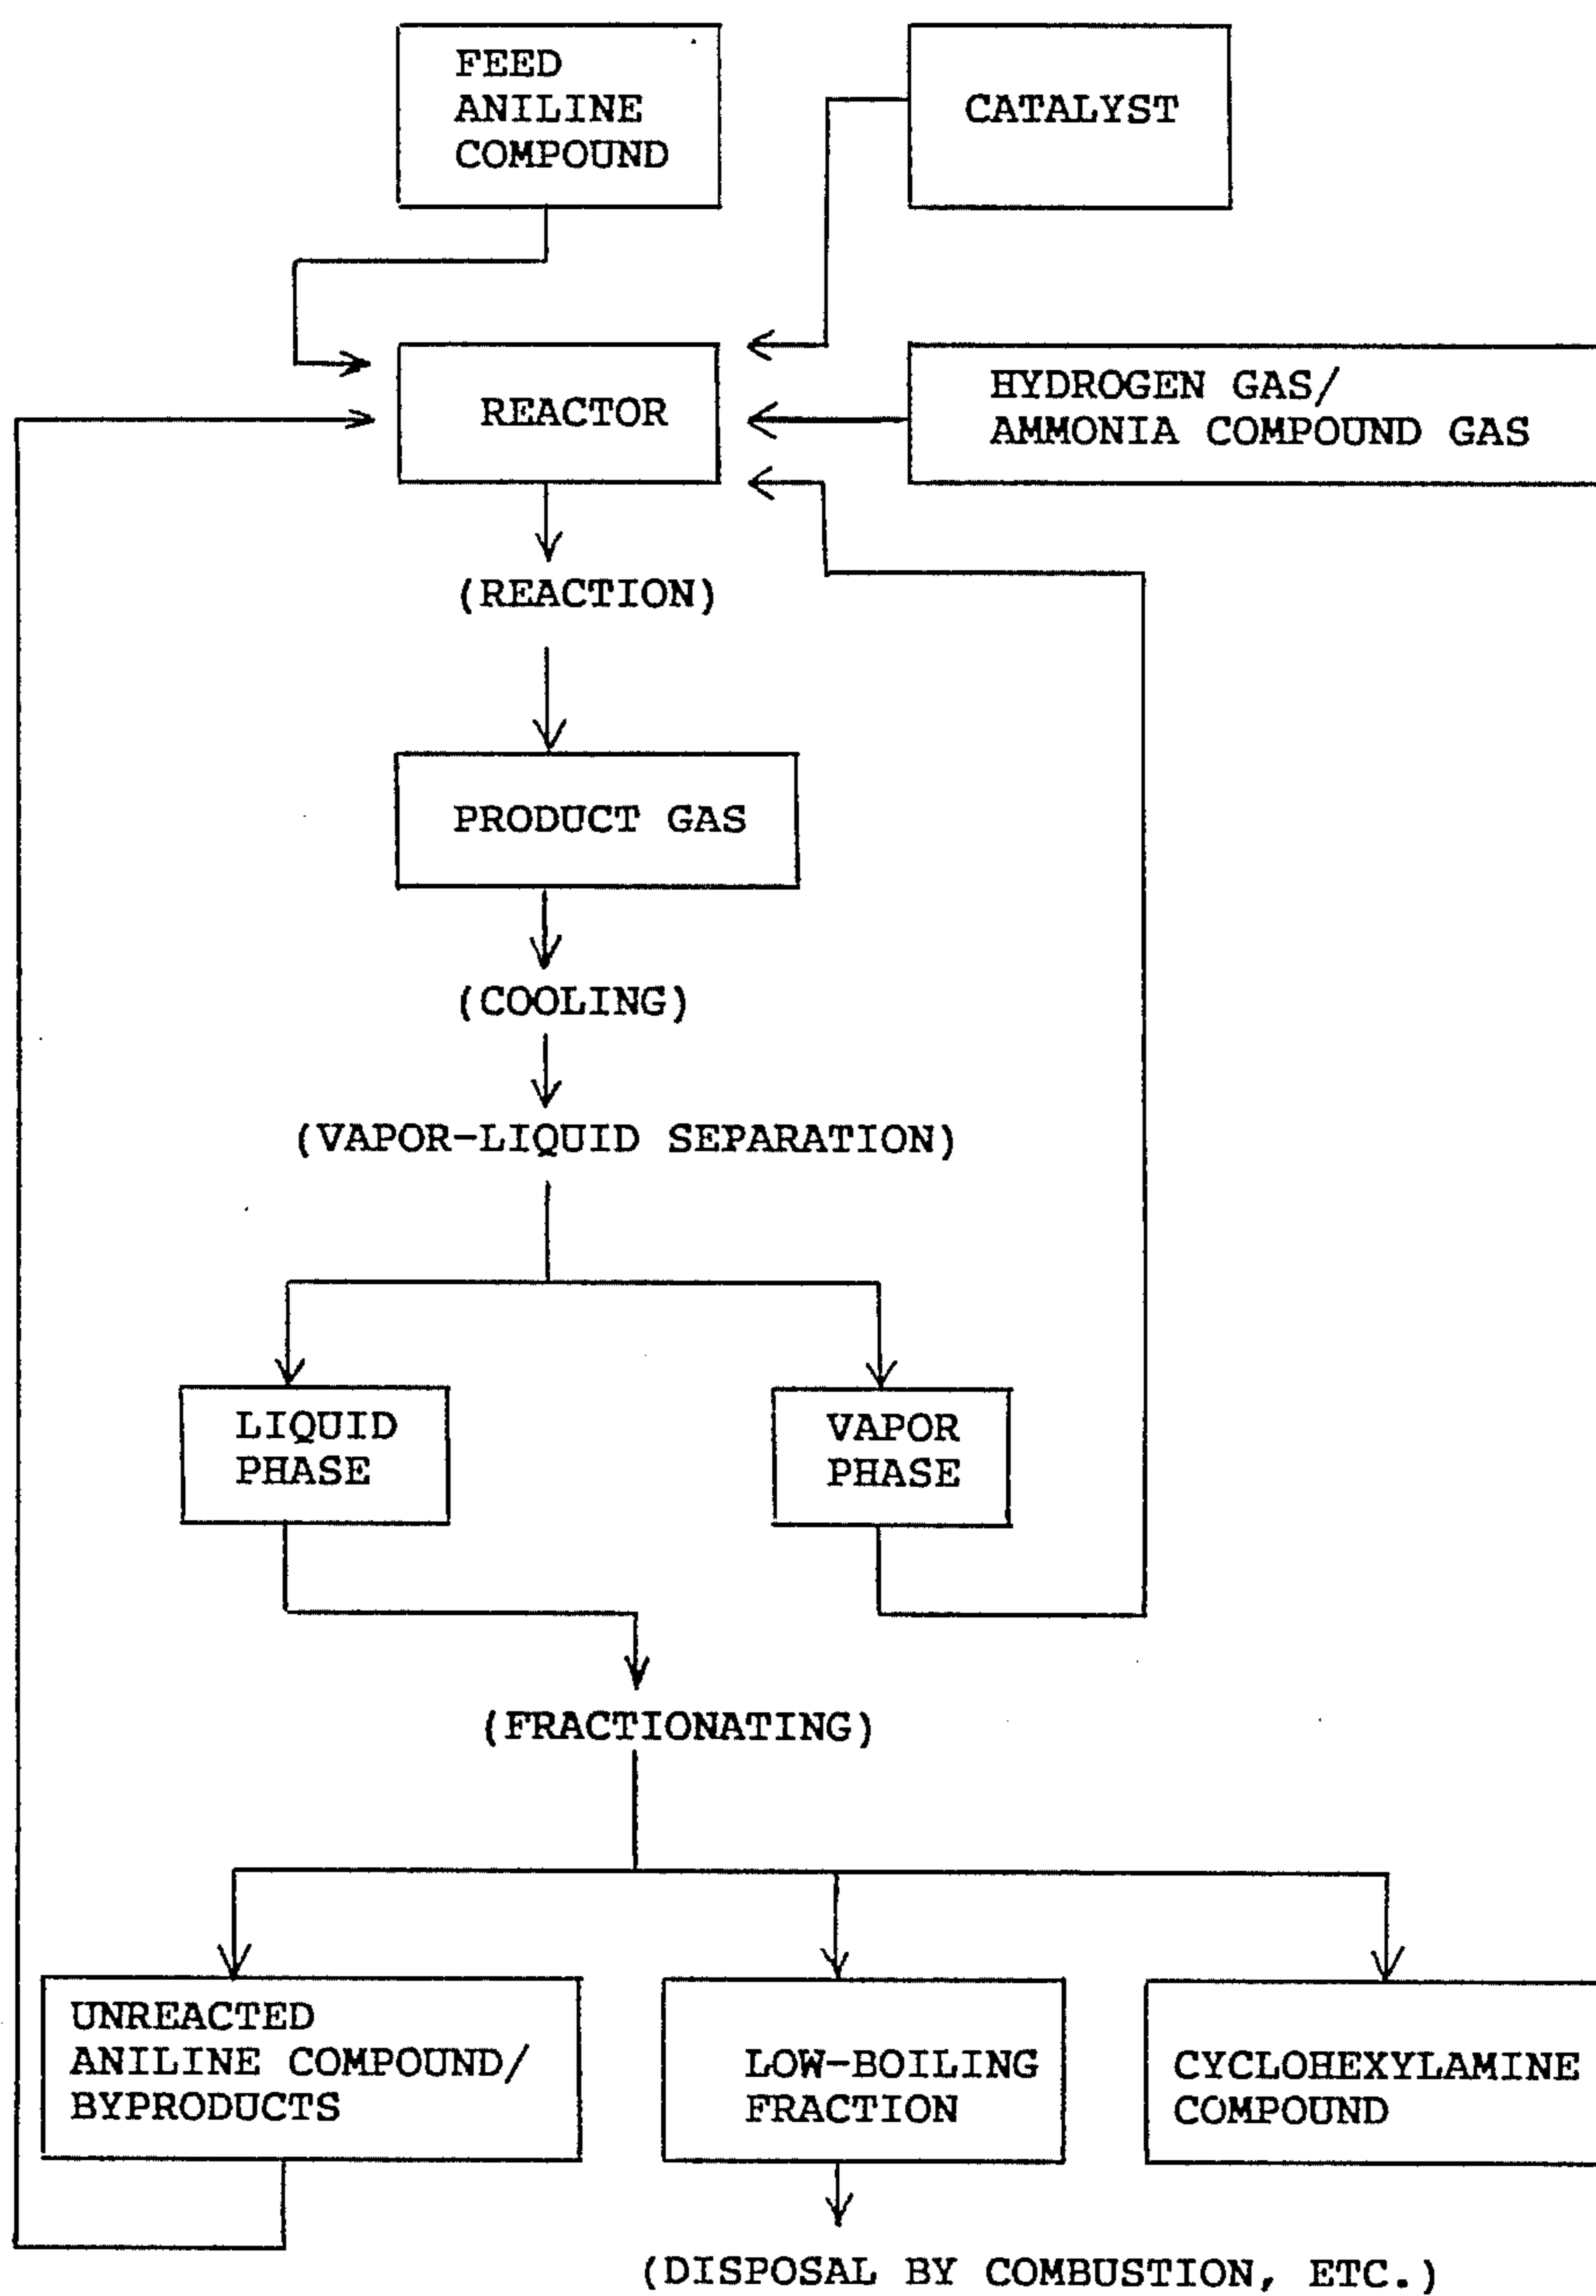 FEED
ANILINE
COMPOUND
CATALYST
REACTOR
HYDROGEN GAS/
AMMONIA COMPOUND GAS
(REACTION)
PRODUCT GAS
(COOLING)
(VAPOR-LIQUID SEPARATION)
LIQUID
PHASE
VAPOR
PHASE
(FRACTIONATING)
UNREACTED
ANILINE COMPOUND/
BYPRODUCTS
LOW-BOILING
FRACTION
CYCLOHEXYLAMINE
COMPOUND
(DISPOSAL BY COMBUSTION, ETC.)